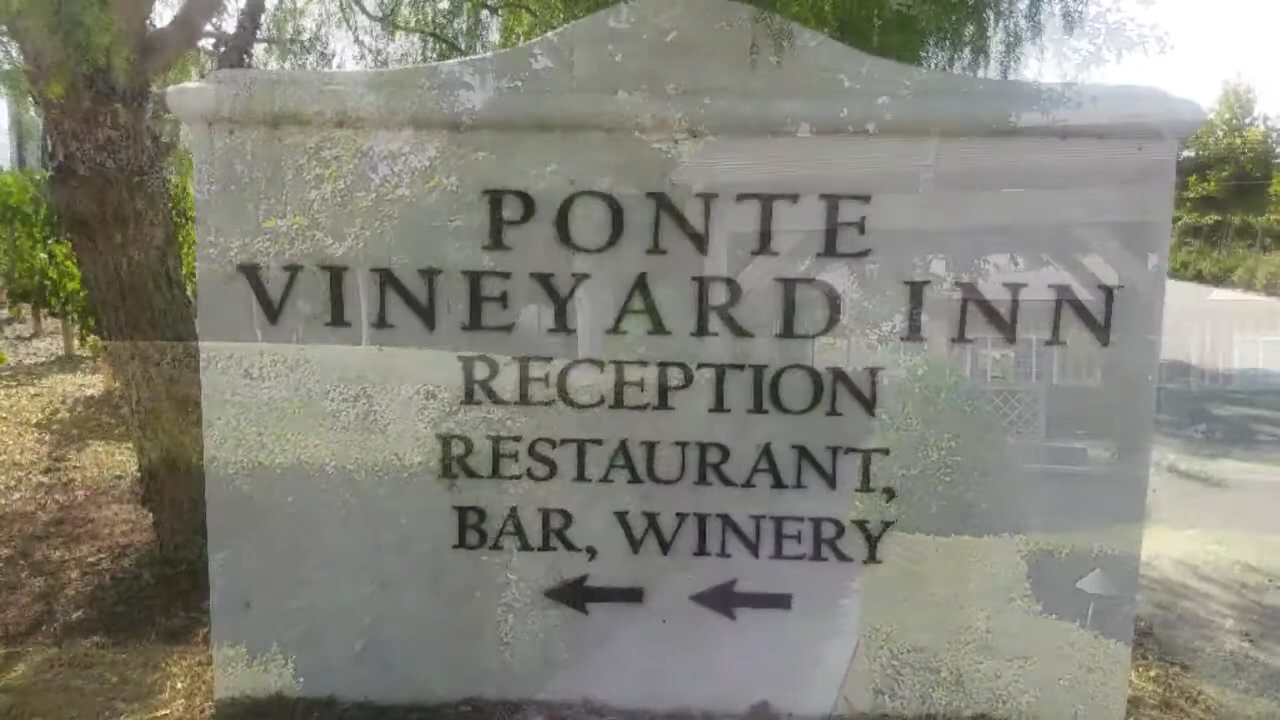 PONTE
VINEYARD INN
RECEPTION
RESTAURANT,
BAR, WINERY